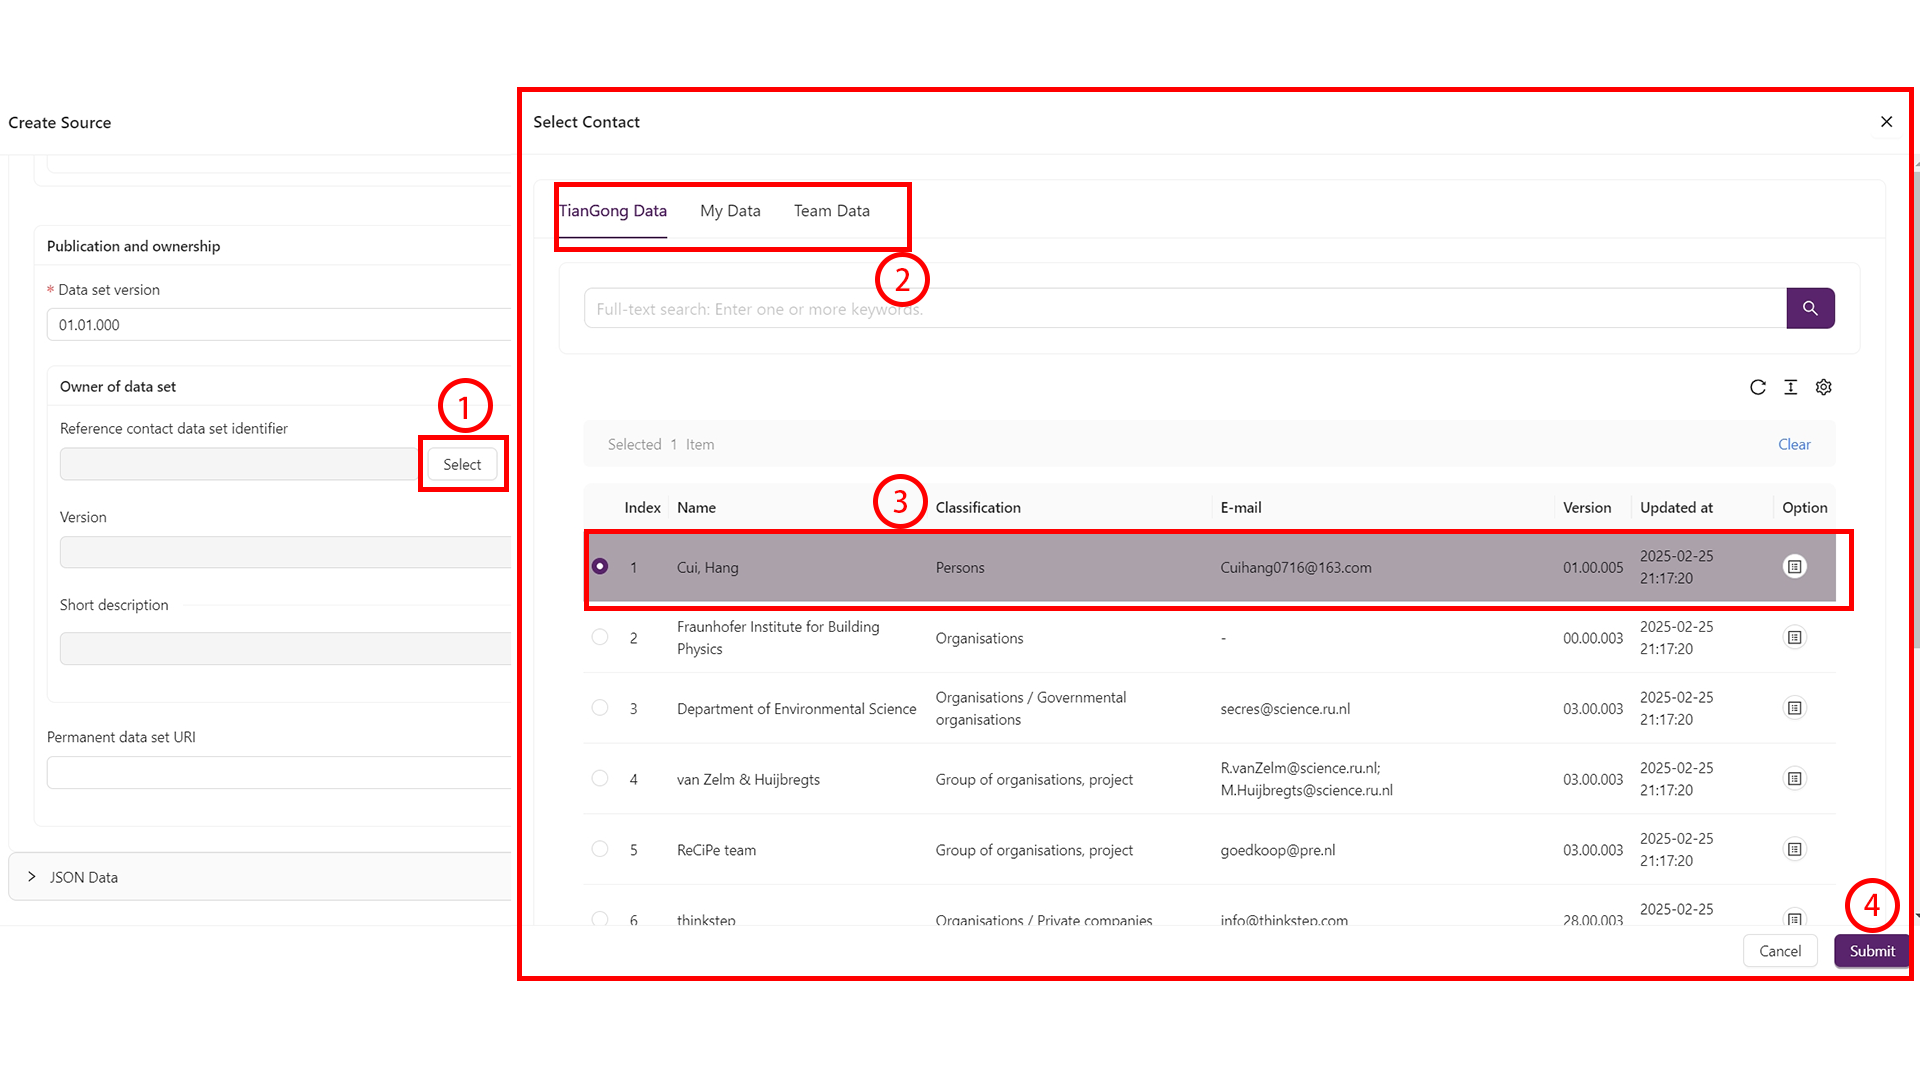 Create Source
Publication and ownership
* Data set version
01.01.000
Owner of data set
1
Reference contact data set identifier
Select
Version
Short description
Permanent data set URI
JSON Data
Select Contact
TianGong Data My Data Team Data
2
Full-text search: Enter one or more keywords.
Selected 1 Item Clear
3
Index Name Classification E-mail Version Updated at Option
1 Cui, Hang Persons Cuihang0716@163.com 01.00.005 2025-02-25
21:17:20
2 Fraunhofer Institute for Building Organisations - 00.00.003 2025-02-25
Physics 21:17:20
3 Department of Environmental Science Organisations / Governmental secres@science.ru.nl 03.00.003 2025-02-25
organisations 21:17:20
4 van Zelm & Huijbregts Group of organisations, project R.vanZelm@science.ru.nl; 03.00.003 2025-02-25
M.Huijbregts@science.ru.nl 21:17:20
5 ReCiPe team Group of organisations, project goedkoop@pre.nl 03.00.003 2025-02-25
21:17:20
6 thinkstep Organisations / Private companies info@thinkstep.com 28.00.003 2025-02-25
4
Cancel Submit